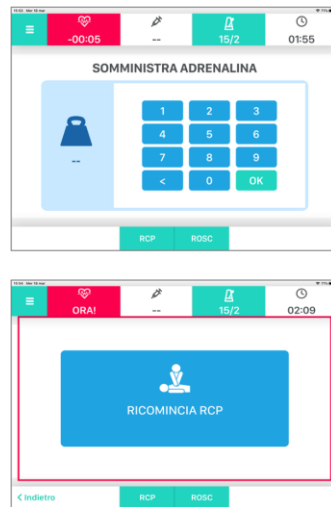 -00:05
--
15/2
01:55
SOMMINISTRA ADRENALINA
1 2 3
4 5 6
7 8 9
< 0 OK
--
RCP ROSC
ORA!
--
15/2
02:09
RICOMINCIA RCP
< Indietro
RCP ROSC